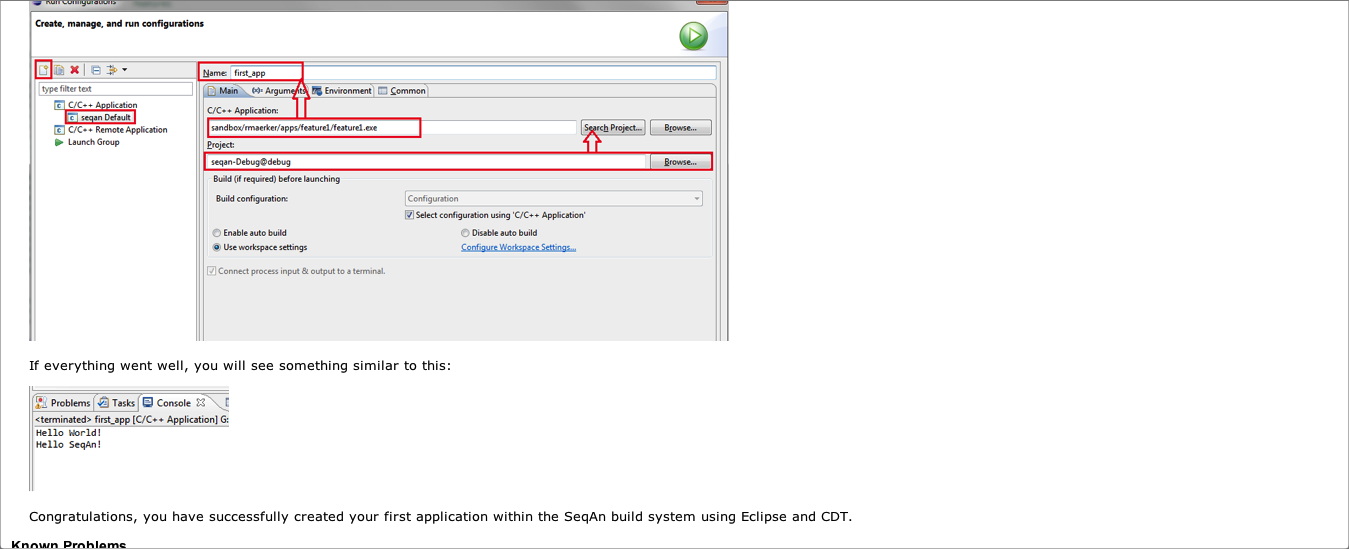 Run Configurations
Create, manage, and run configurations
Name: first_app
type filter text
Main (x)= Arguments Environment Common
C/C++ Application
C/C++ Application:
seqan Default
sandbox/rmaerker/apps/feature1/feature1.exe Search Project... Browse...
C/C++ Remote Application
Launch Group
Project:
seqan-Debug@debug Browse...
Build (if required) before launching
Build configuration: Configuration
Select configuration using 'C/C++ Application'
Enable auto build Disable auto build
Use workspace settings Configure Workspace Settings...
Connect process input & output to a terminal.
If everything went well, you will see something similar to this:
Problems Tasks Console
<terminated> first_app [C/C++ Application] G:
Hello World!
Hello SeqAn!
Congratulations, you have successfully created your first application within the SeqAn build system using Eclipse and CDT.
Known Problems